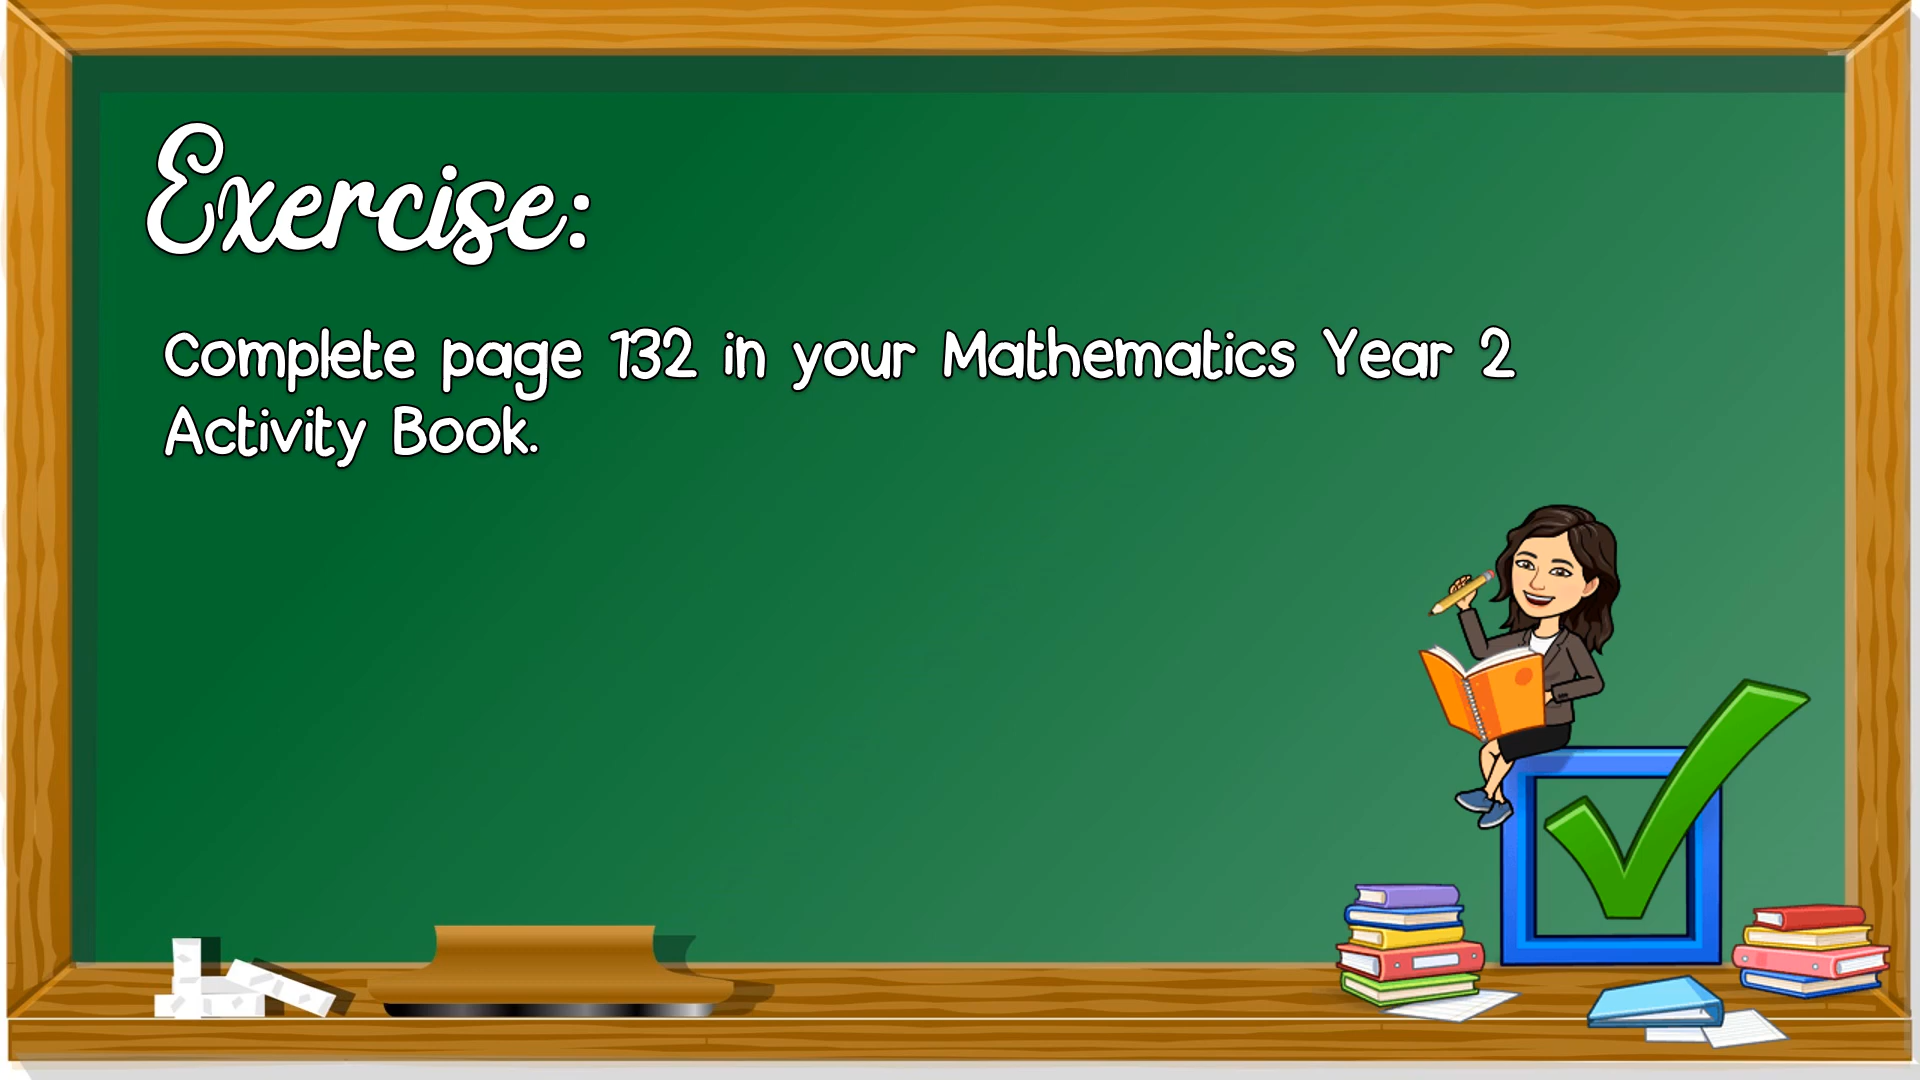 Exercise:
Complete page 132 in your Mathematics Year 2
Activity Book.